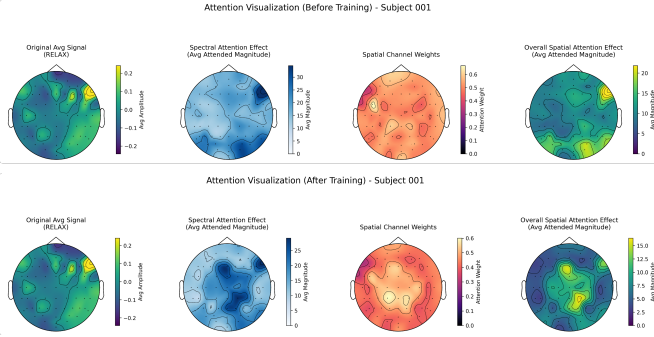 Attention Visualization (Before Training) - Subject 001
Original Avg Signal
(RELAX)
Spectral Attention Effect
(Avg Attended Magnitude)
Spatial Channel Weights
Overall Spatial Attention Effect
(Avg Attended Magnitude)
0.2
0.1
0.0
−0.1
−0.2
Avg Amplitude
30
25
20
15
10
5
0
Avg Magnitude
0.6
0.5
0.4
0.3
0.2
0.1
0.0
Attention Weight
20
15
10
5
0
Avg Magnitude
Attention Visualization (After Training) - Subject 001
Original Avg Signal
(RELAX)
Spectral Attention Effect
(Avg Attended Magnitude)
Spatial Channel Weights
Overall Spatial Attention Effect
(Avg Attended Magnitude)
0.2
0.1
0.0
−0.1
−0.2
Avg Amplitude
25
20
15
10
5
0
Avg Magnitude
0.6
0.5
0.4
0.3
0.2
0.1
0.0
Attention Weight
15.0
12.5
10.0
7.5
5.0
2.5
0.0
Avg Magnitude